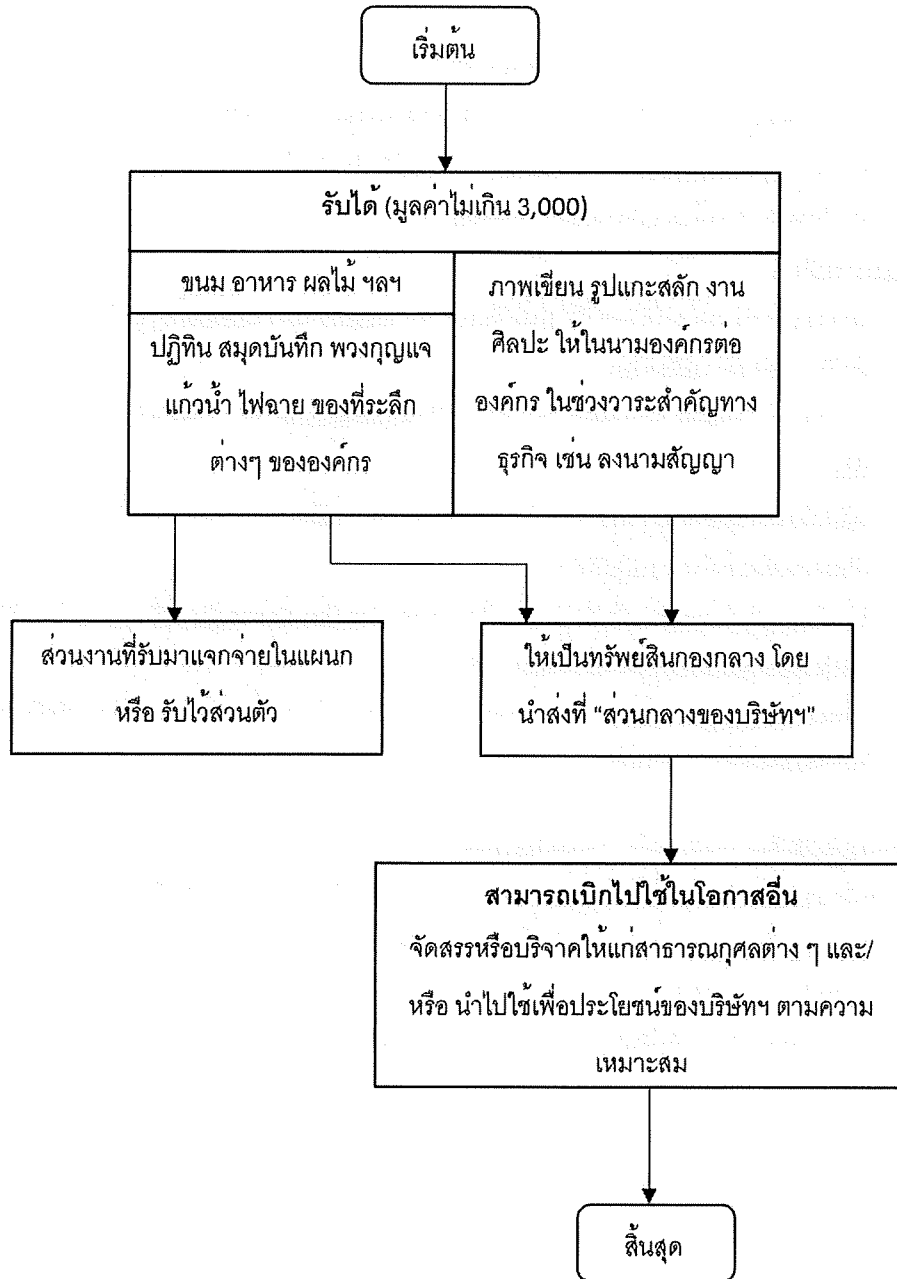 เริ่มต้น
รับได้ (มูลค่าไม่เกิน 3,000)
ขนม อาหาร ผลไม้ ฯลฯ
ปฎิทิน สมุดบันทึก พวงกุญแจ
แก้วน้ำ ไฟฉาย ของที่ระลึก
ต่างๆ ขององค์กร
ภาพเขียน รูปแกะสลัก งาน
ศิลปะ ให้ในนามองค์กรต่อ
องค์กร ในช่วงวาระสำคัญทาง
ธุรกิจ เช่น ลงนามสัญญา
ส่วนงานที่รับมาแจกจ่ายในแผนก
หรือ รับไว้ส่วนตัว
ให้เป็นทรัพย์สินกองกลาง โดย
นำส่งที่ “ส่วนกลางของบริษัทฯ”
สามารถเบิกไปใช้ในโอกาสอื่น
จัดสรรหรือบริจาคให้แก่สาธารณกุศลต่าง ๆ และ/
หรือ นำไปใช้เพื่อประโยชน์ของบริษัทฯ ตามความ
เหมาะสม
สิ้นสุด